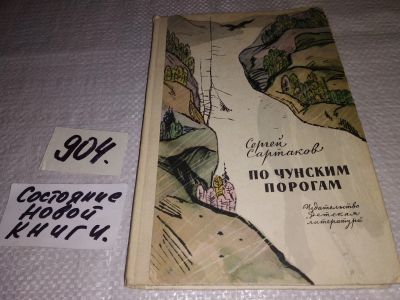 904.
Состояние
Новой
Книги.
Сергей
Сартаков
ПО ЧУНСКИМ
ПОРОГАМ
Издательство
Детская
литература